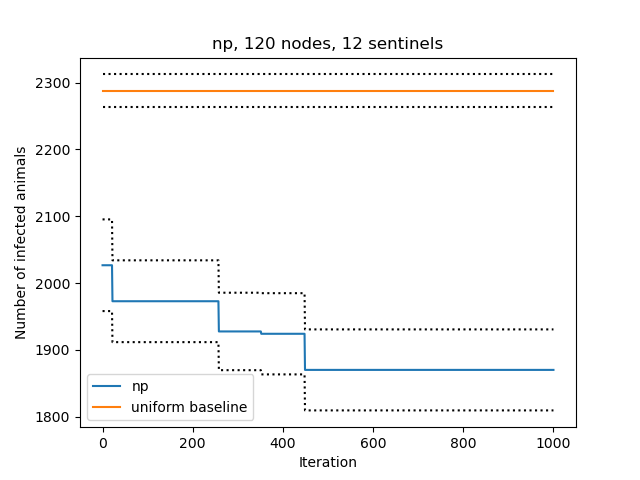 np, 120 nodes, 12 sentinels
Number of infected animals
2300
2200
2100
2000
1900
1800
np
uniform baseline
0 200 400 600 800 1000
Iteration